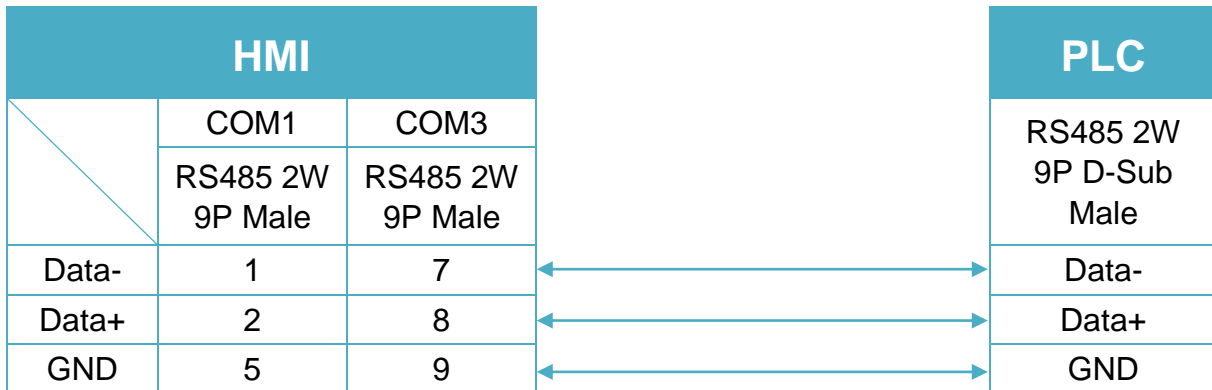 HMI PLC
COM1 COM3
RS485 2W
9P Male
RS485 2W
9P Male
RS485 2W
9P D-Sub
Male
Data- 1 7 Data-
Data+ 2 8 Data+
GND 5 9 GND